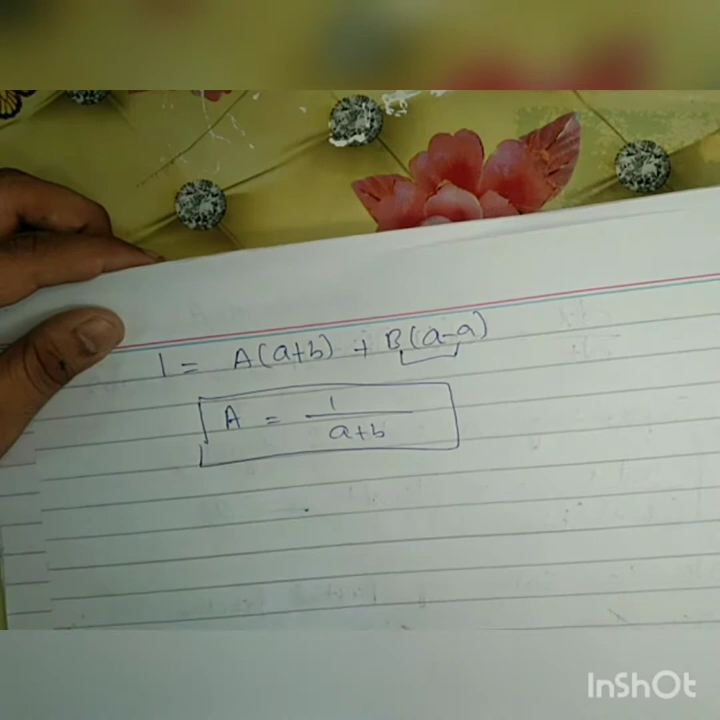 1 = A(a+b) + B(a-a)
A = 1/(a+b)
InShOt